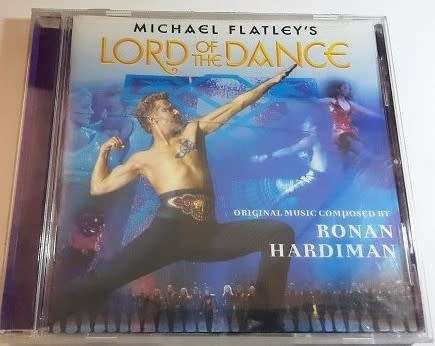 MICHAEL FLATLEY'S
LORD OF THE DANCE
ORIGINAL MUSIC COMPOSED BY
RONAN
HARDIMAN